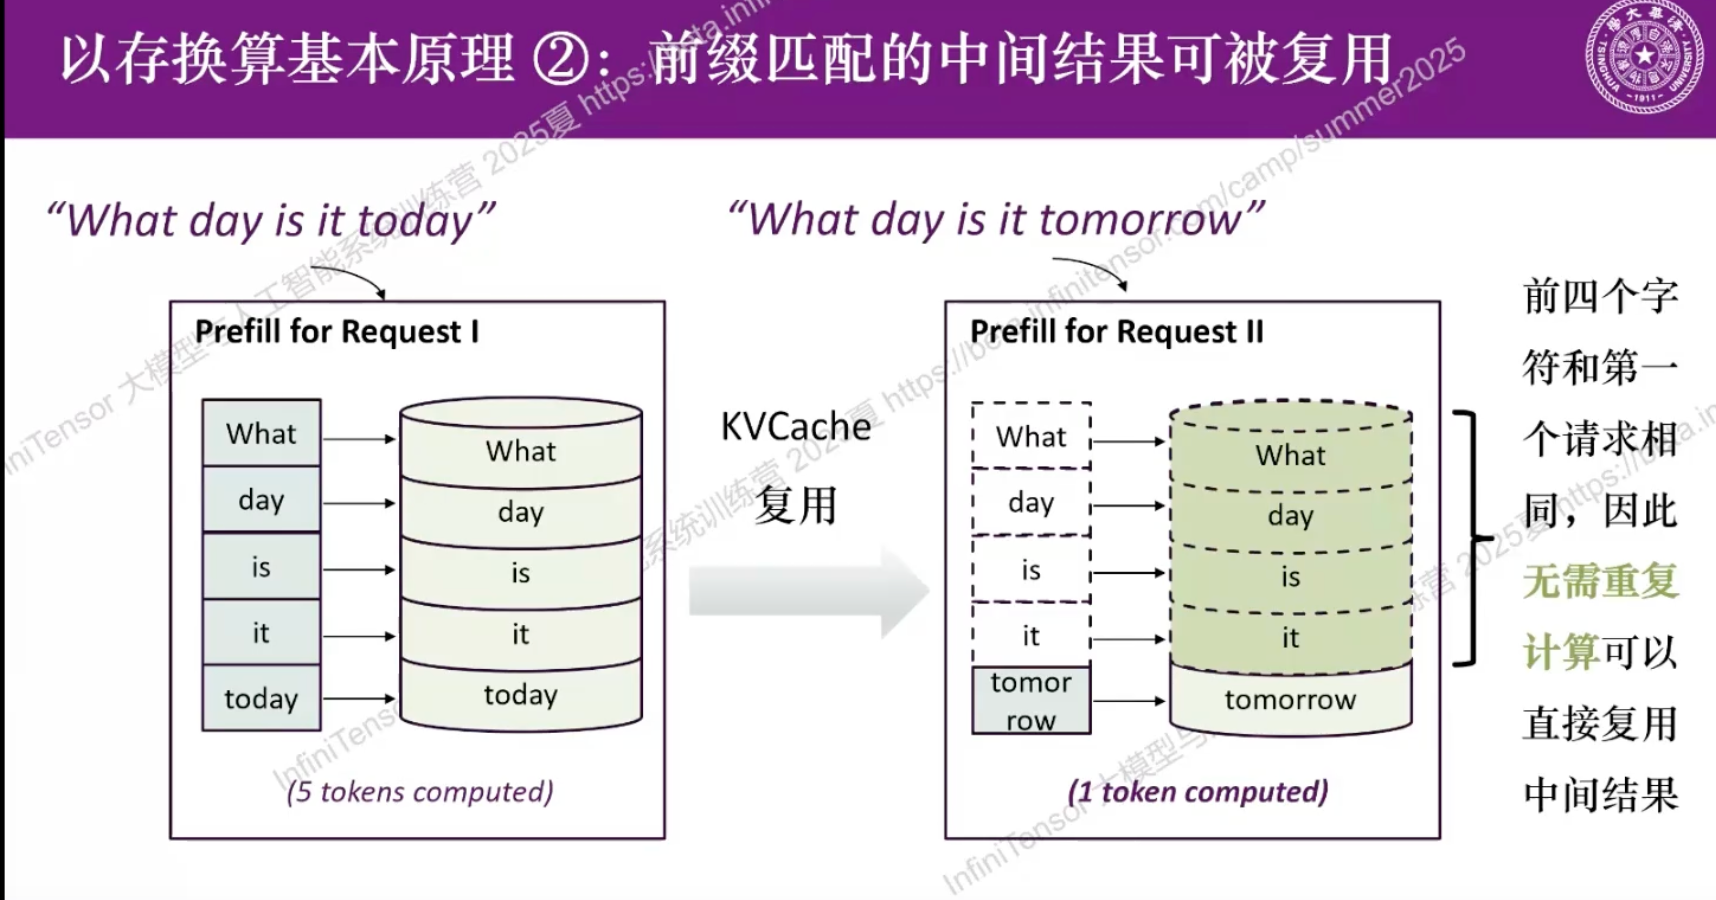 以存换算基本原理 ②：前缀匹配的中间结果可被复用
“What day is it today”
“What day is it tomorrow”
Prefill for Request I
What
day
is
it
today
What
day
is
it
today
(5 tokens computed)
KVCache
复用
Prefill for Request II
What
day
is
it
tomor
row
What
day
is
it
tomorrow
(1 token computed)
前四个字
符和第一
个请求相
同，因此
无需重复
计算可以
直接复用
中间结果
InfiniTensor 大模型与人工智能系统训练营 2025夏 https://beta.infinitensor.com/camp/summer2025
TSINGHUA UNIVERSITY
-1911-